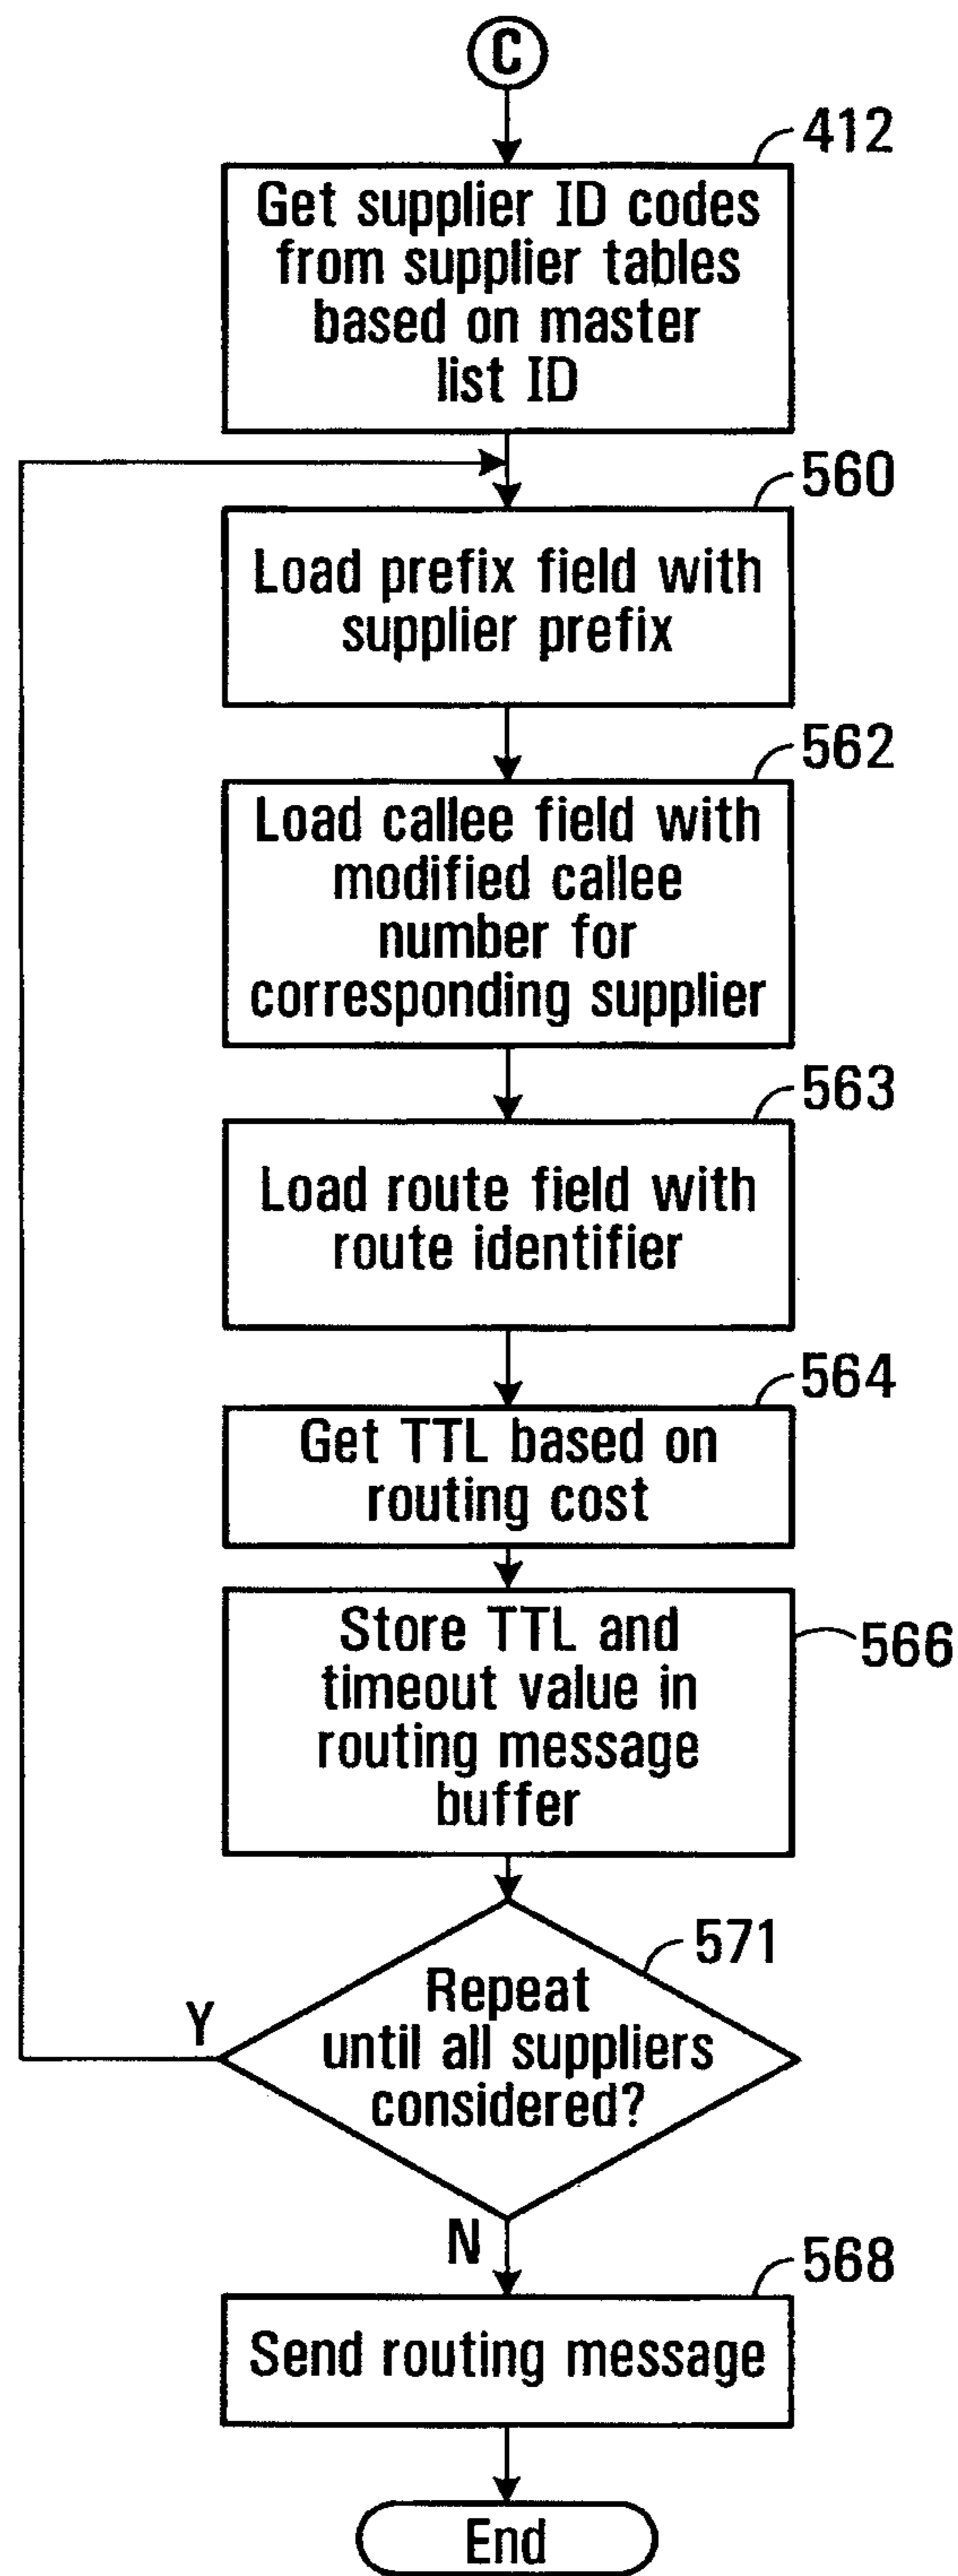 C
412
Get supplier ID codes
from supplier tables
based on master
list ID
560
Load prefix field with
supplier prefix
562
Load callee field with
modified callee
number for
corresponding supplier
563
Load route field with
route identifier
564
Get TTL based on
routing cost
566
Store TTL and
timeout value in
routing message
buffer
571
Repeat
until all suppliers
considered?
Y
N
568
Send routing message
End